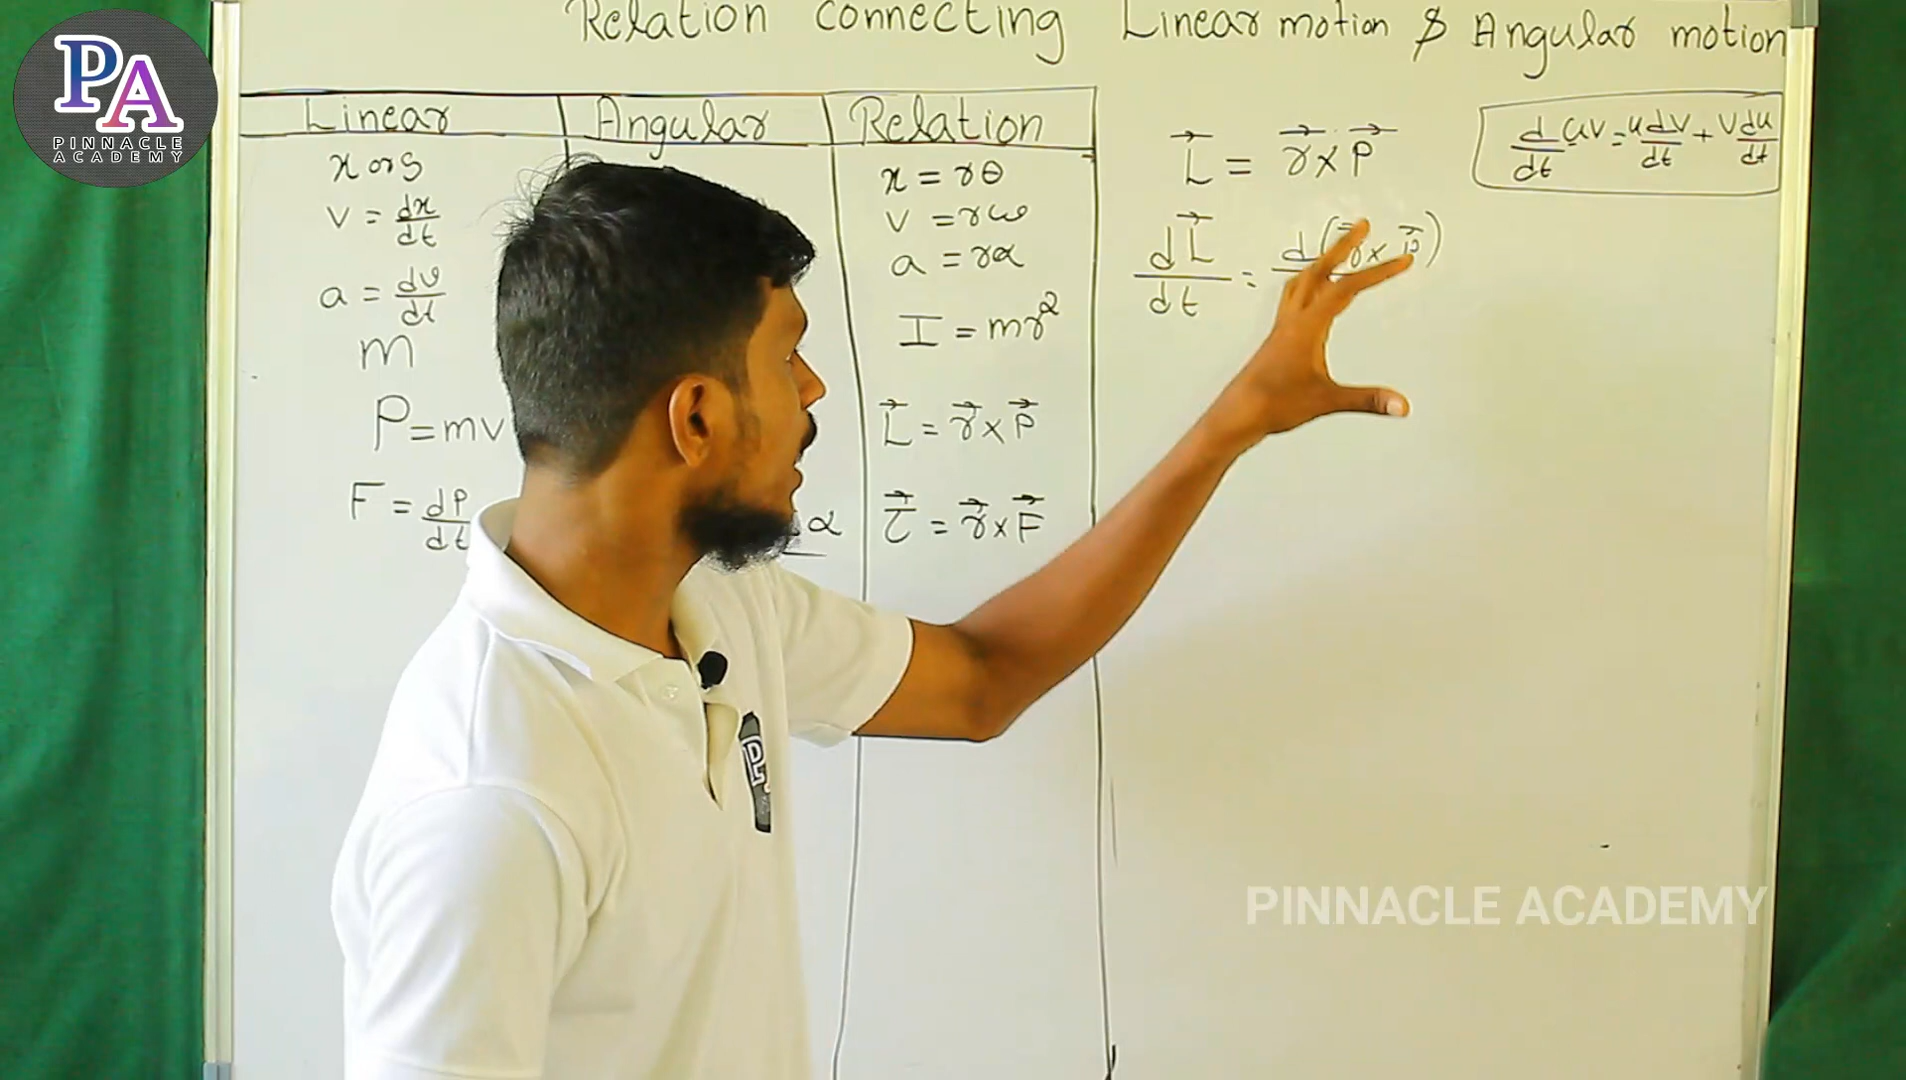 PA
PINNACLE
ACADEMY
Relation connecting Linear motion & Angular motion
Linear Angular Relation
x or S
v = dx/dt
a = dv/dt
m
P = mv
F = dP/dt
α
x = rθ
v = rω
a = rα
I = mr²
L⃗ = r⃗ × P⃗
τ⃗ = r⃗ × F⃗
L⃗ = r⃗ × P⃗
dL⃗/dt = d(r⃗ × P⃗)
d/dt uv = u dv/dt + v du/dt
P
PINNACLE ACADEMY